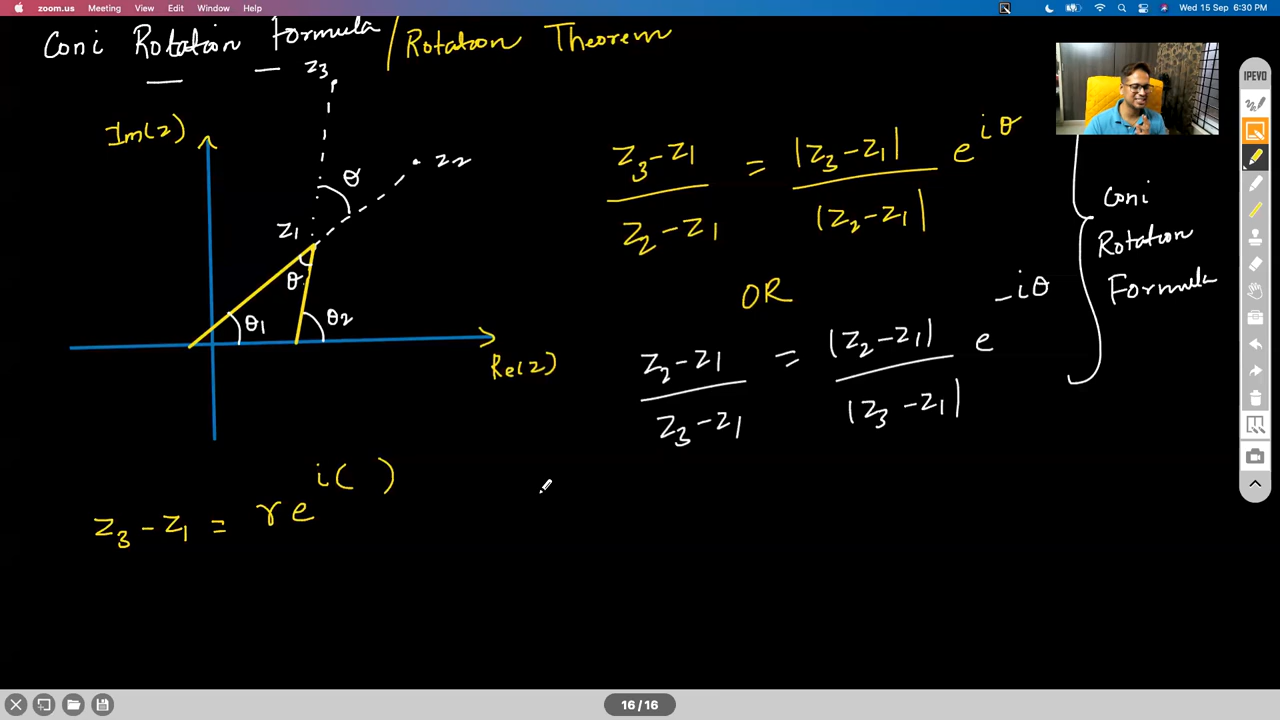 zoom.us Meeting View Edit Window Help Wed 15 Sep 6:30 PM
Coni Rotation Formula / Rotation Theorem
IPEVO
z3
Im(z)
θ
z2
z1
θ
θ1
θ2
Re(z)
z3-z1 / z2-z1 = |z3-z1| / |z2-z1| e^iθ
OR
z2-z1 / z3-z1 = |z2-z1| / |z3-z1| e^-iθ
Coni
Rotation
Formula
z3-z1 = re^i( )
16/16